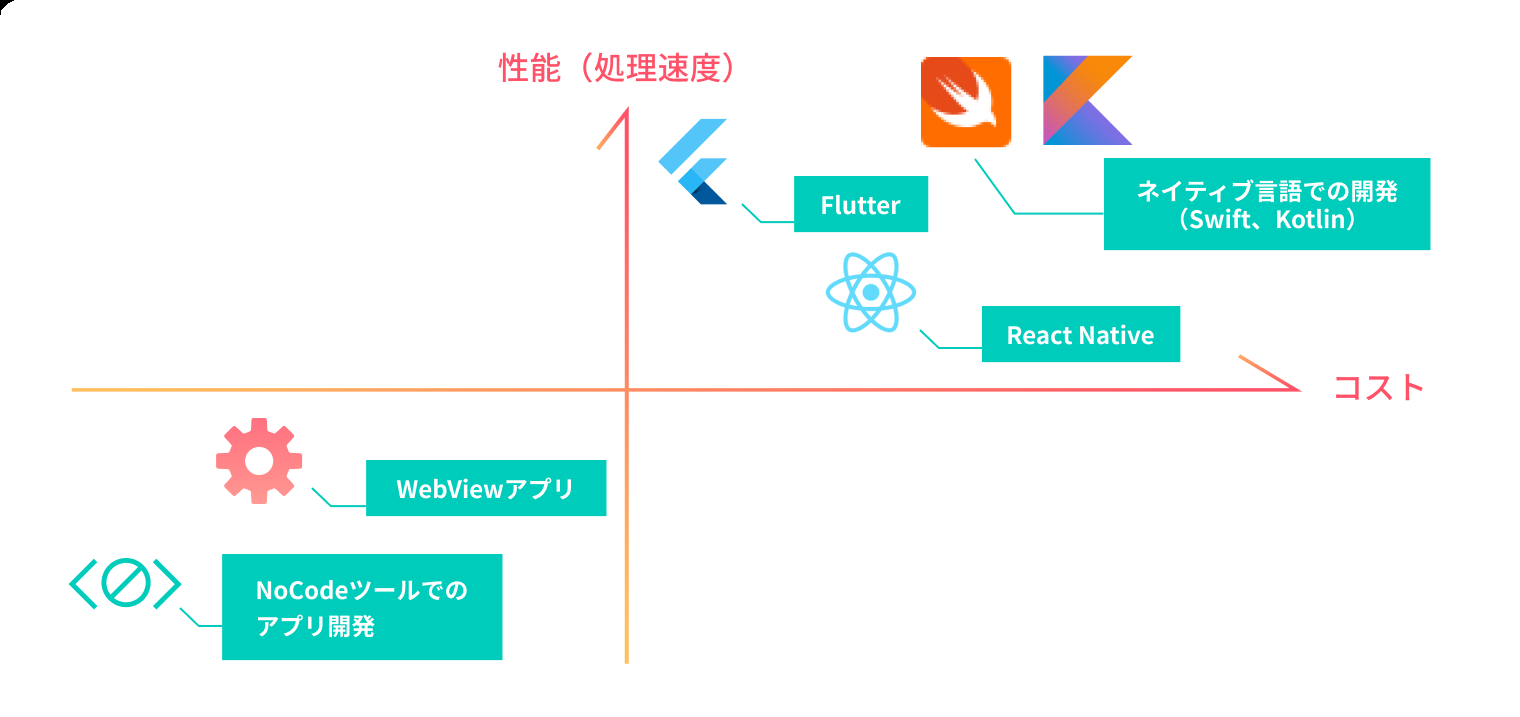 性能（処理速度）
Flutter
ネイティブ言語での開発
（Swift、Kotlin）
React Native
コスト
WebViewアプリ
NoCodeツールでの
アプリ開発